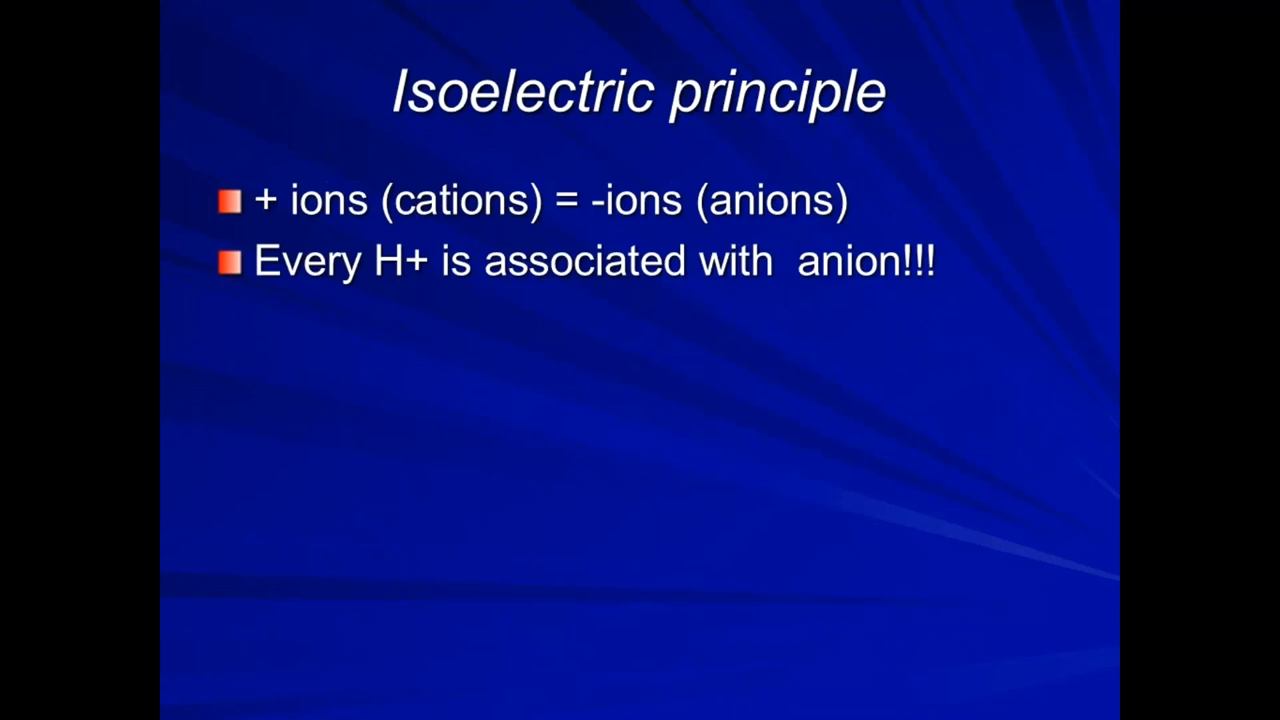 Isoelectric principle
+ ions (cations) = -ions (anions)
Every H+ is associated with  anion!!!